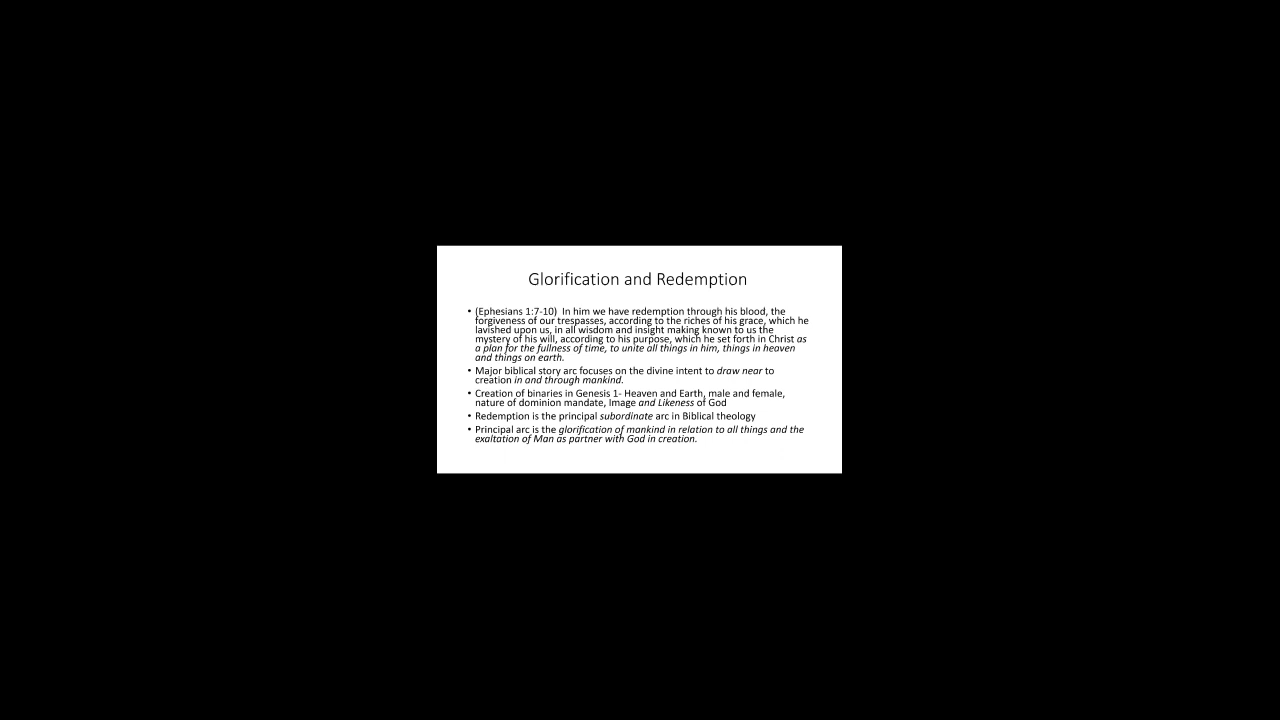 Glorification and Redemption
• (Ephesians 1:7-10)  In him we have redemption through his blood, the
forgiveness of our trespasses, according to the riches of his grace, which he
lavished upon us, in all wisdom and insight making known to us the
mystery of his will, according to his purpose, which he set forth in Christ as
a plan for the fullness of time, to unite all things in him, things in heaven
and things on earth.
• Major biblical story arc focuses on the divine intent to draw near to
creation in and through mankind.
• Creation of binaries in Genesis 1- Heaven and Earth, male and female,
nature of dominion mandate, Image and Likeness of God
• Redemption is the principal subordinate arc in Biblical theology
• Principal arc is the glorification of mankind in relation to all things and the
exaltation of Man as partner with God in creation.